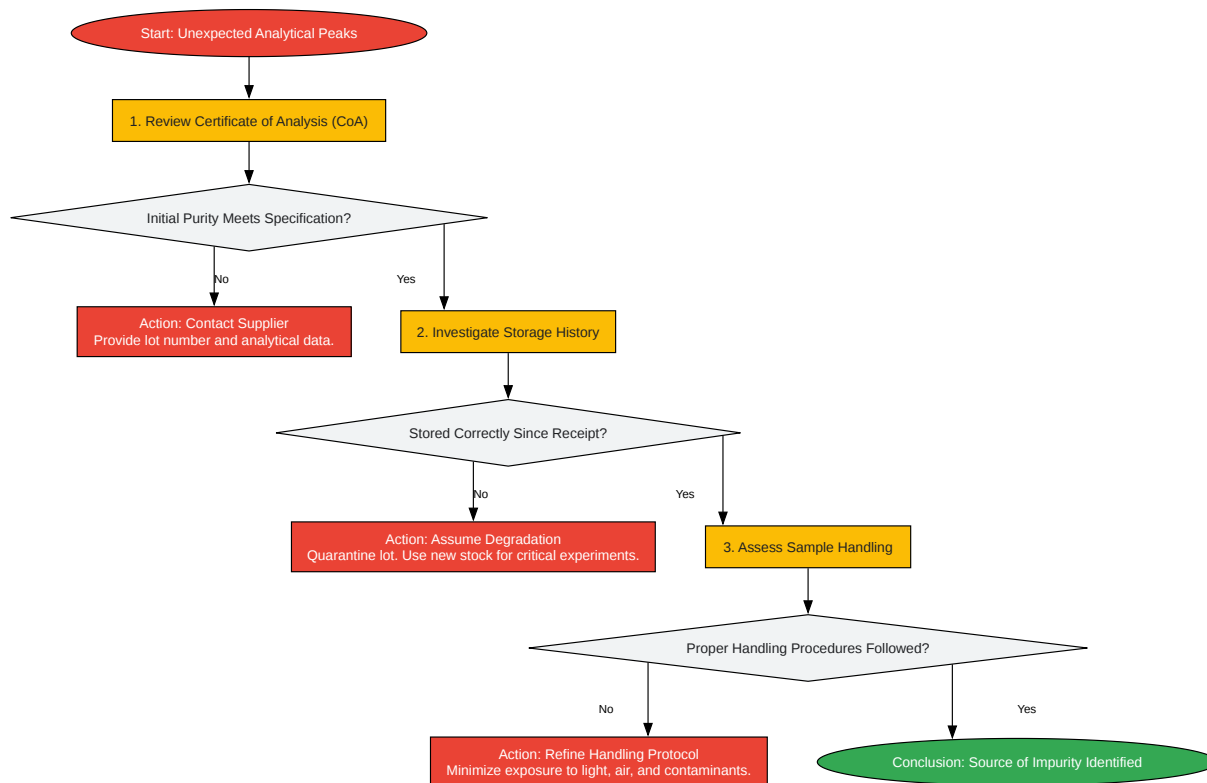 Start: Unexpected Analytical Peaks
1. Review Certificate of Analysis (CoA)
Initial Purity Meets Specification?
No
Yes
Action: Contact Supplier
Provide lot number and analytical data.
2. Investigate Storage History
Stored Correctly Since Receipt?
No
Yes
Action: Assume Degradation
Quarantine lot. Use new stock for critical experiments.
3. Assess Sample Handling
Proper Handling Procedures Followed?
No
Yes
Action: Refine Handling Protocol
Minimize exposure to light, air, and contaminants.
Conclusion: Source of Impurity Identified